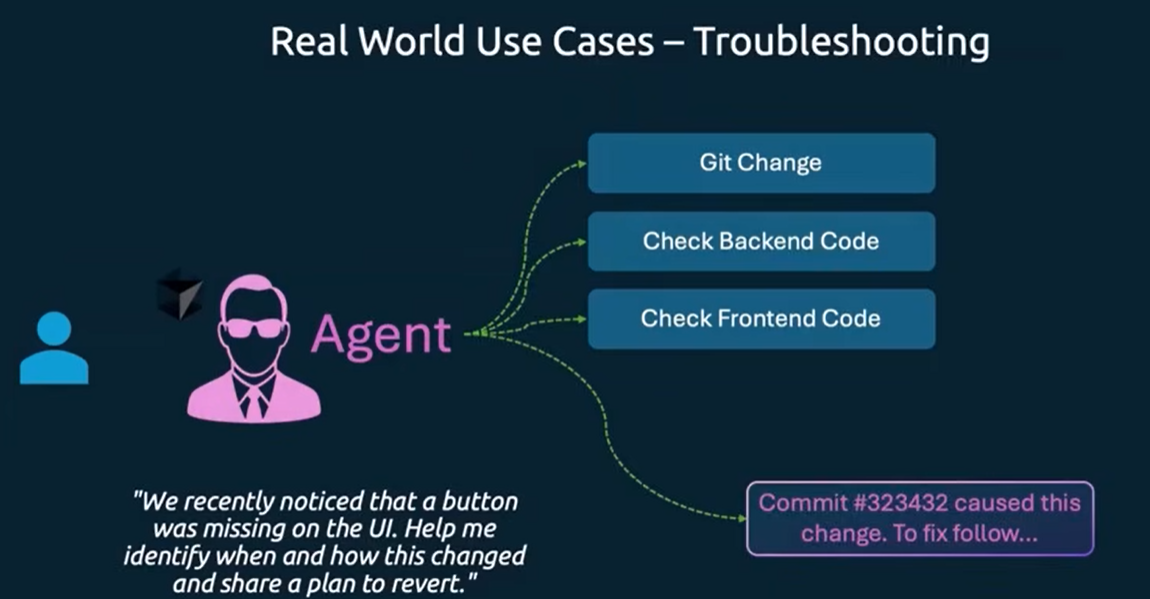 Real World Use Cases – Troubleshooting
Git Change
Check Backend Code
Check Frontend Code
Agent
Commit #323432 caused this
change. To fix follow...
"We recently noticed that a button
was missing on the UI. Help me
identify when and how this changed
and share a plan to revert."